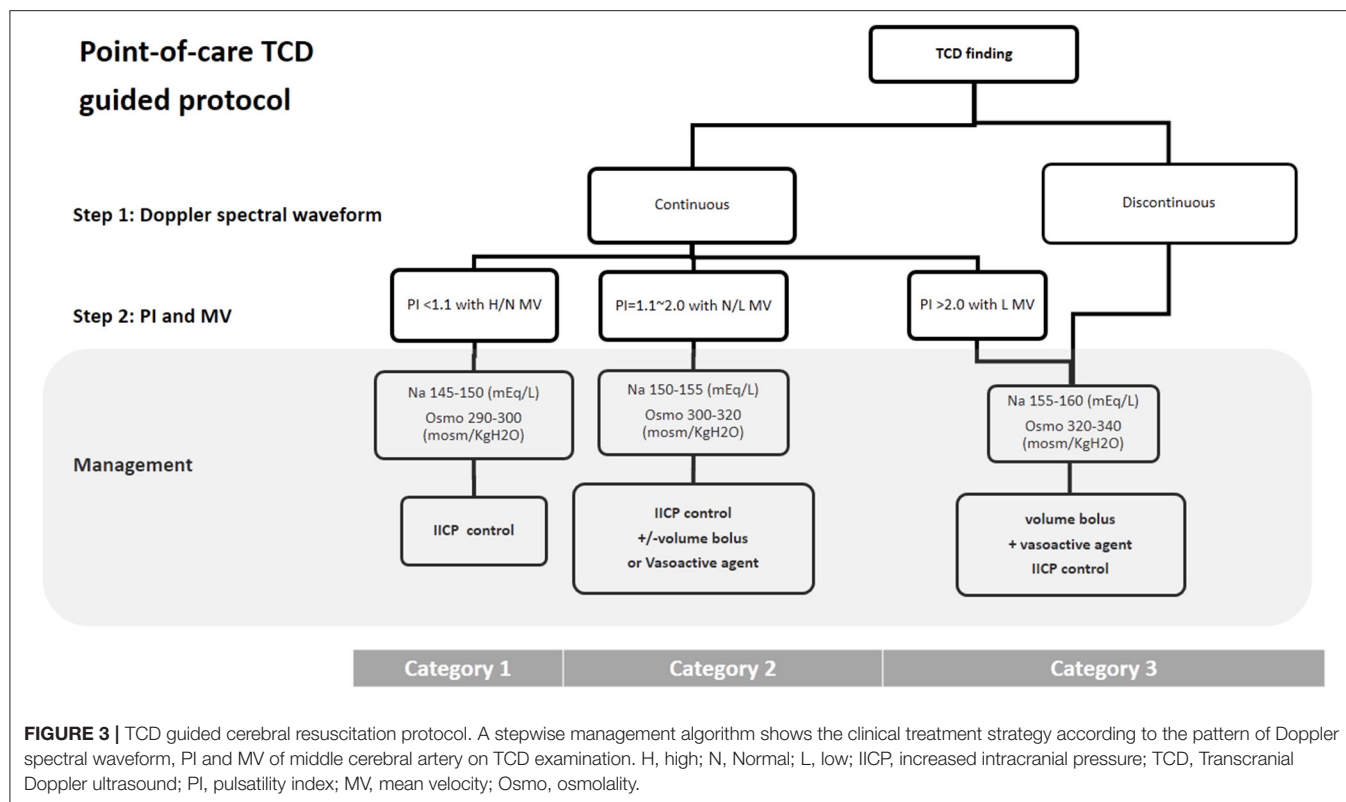 Point-of-care TCD
guided protocol
TCD finding
Step 1: Doppler spectral waveform
Continuous
Discontinuous
Step 2: PI and MV
PI <1.1 with H/N MV
PI=1.1~2.0 with N/L MV
PI >2.0 with L MV
Management
Na 145-150 (mEq/L)
Osmo 290-300
(mosm/KgH2O)
Na 150-155 (mEq/L)
Osmo 300-320
(mosm/KgH2O)
Na 155-160 (mEq/L)
Osmo 320-340
(mosm/KgH2O)
IICP control
IICP control
+/-volume bolus
or Vasoactive agent
volume bolus
+ vasoactive agent
IICP control
Category 1
Category 2
Category 3
FIGURE 3 | TCD guided cerebral resuscitation protocol. A stepwise management algorithm shows the clinical treatment strategy according to the pattern of Doppler
spectral waveform, PI and MV of middle cerebral artery on TCD examination. H, high; N, Normal; L, low; IICP, increased intracranial pressure; TCD, Transcranial
Doppler ultrasound; PI, pulsatility index; MV, mean velocity; Osmo, osmolality.